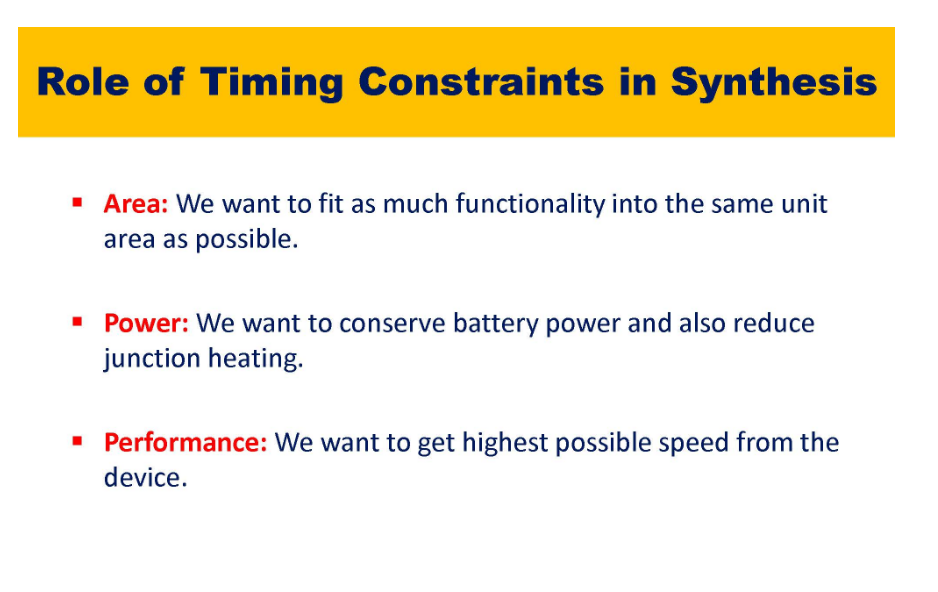 Role of Timing Constraints in Synthesis
Area: We want to fit as much functionality into the same unit
area as possible.
Power: We want to conserve battery power and also reduce
junction heating.
Performance: We want to get highest possible speed from the
device.